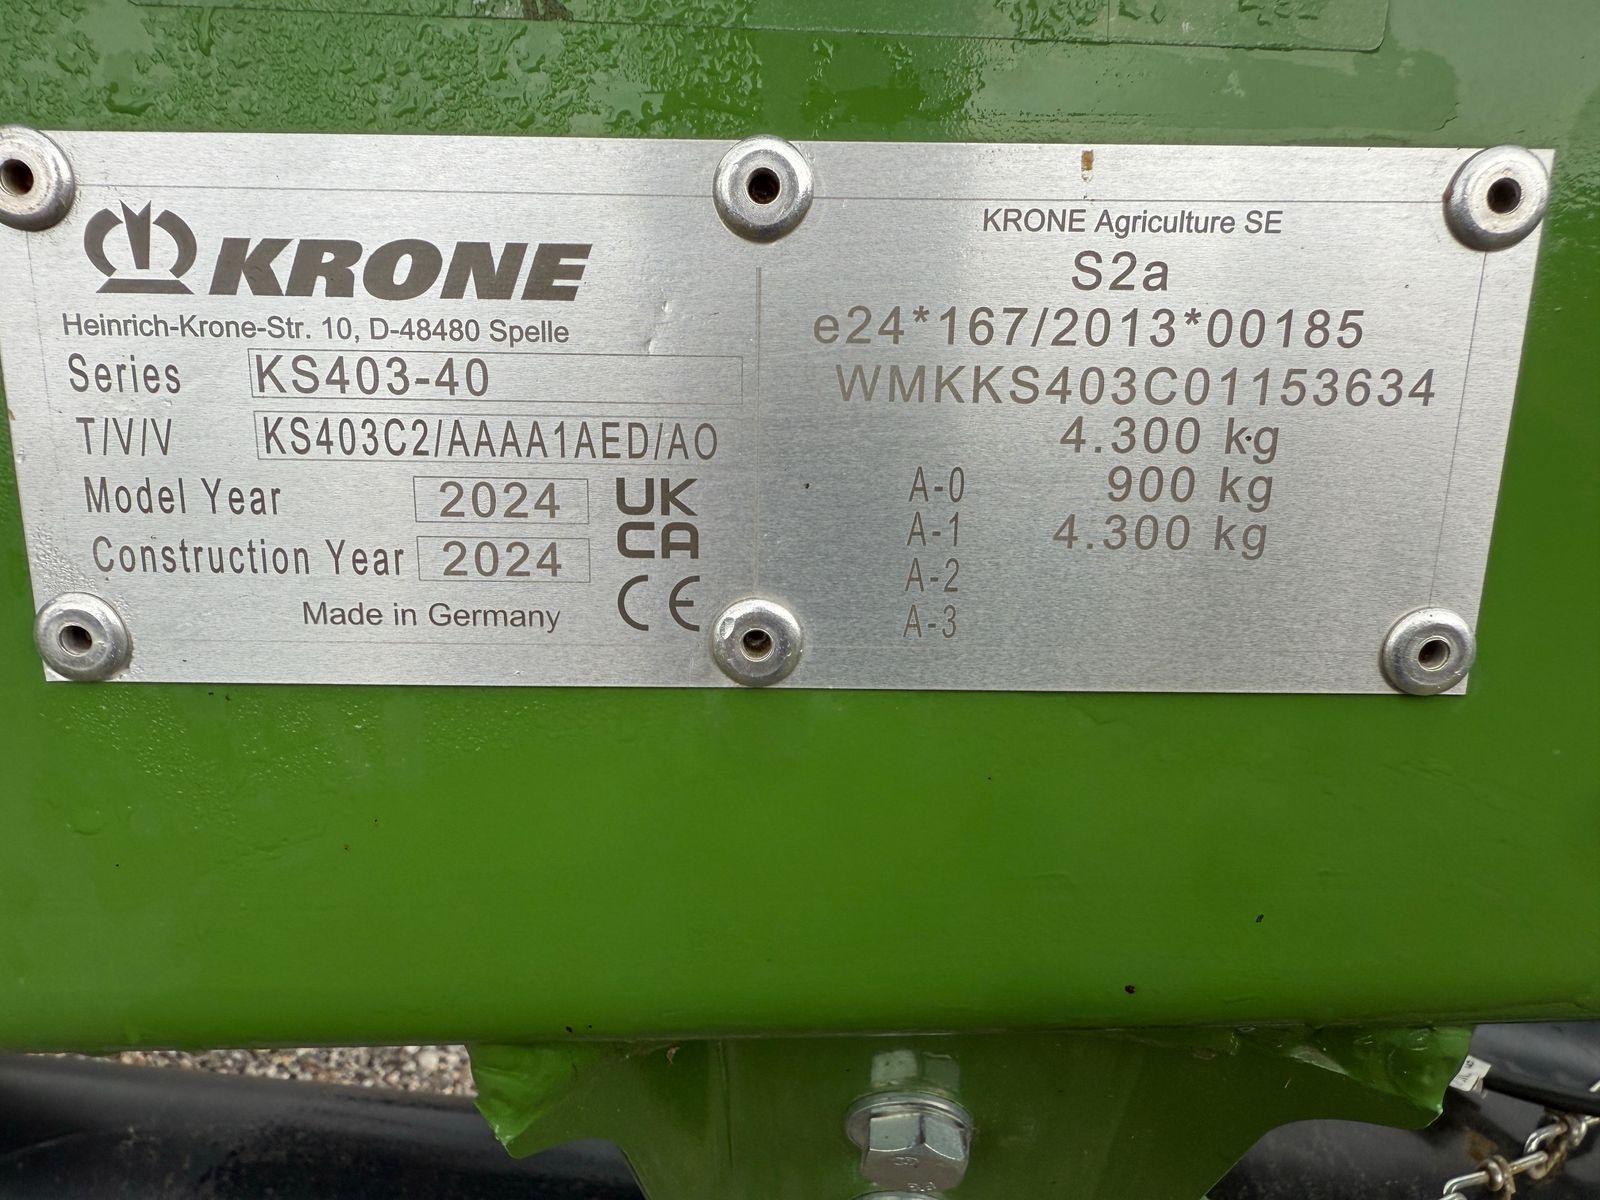 KRONE
Heinrich-Krone-Str. 10, D-48480 Spelle
Series KS403-40
T/V/V KS403C2/AAAA1AED/AO
Model Year 2024
Construction Year 2024
UK
CA
CE
Made in Germany
KRONE Agriculture SE
S2a
e24*167/2013*00185
WMKKS403C01153634
4.300 kg
A-0 900 kg
A-1 4.300 kg
A-2
A-3